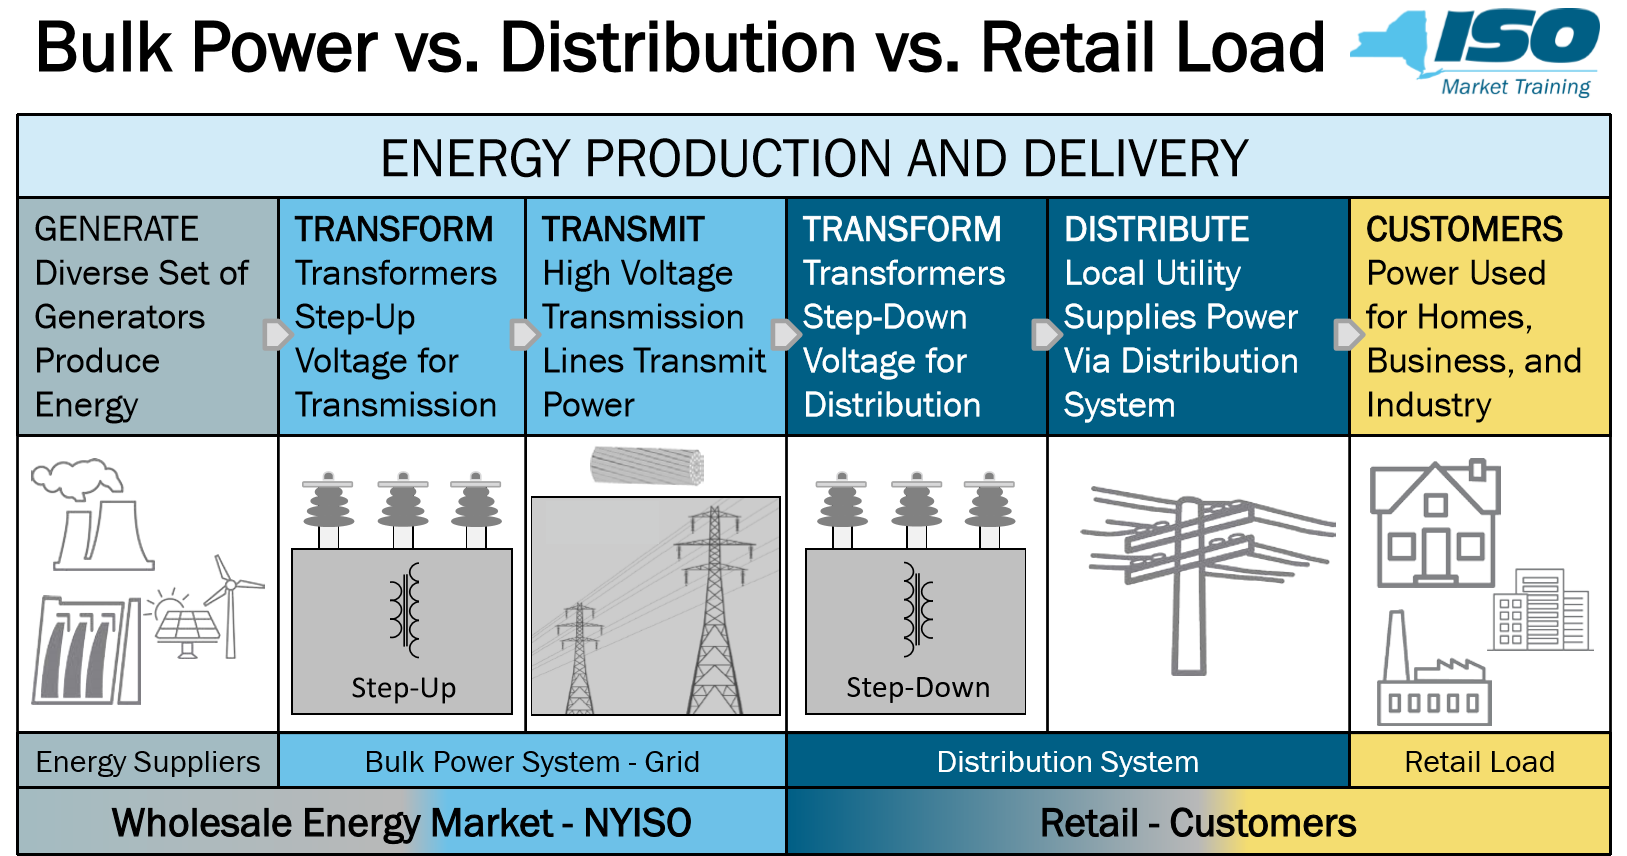 Bulk Power vs. Distribution vs. Retail Load
ISO
Market Training
ENERGY PRODUCTION AND DELIVERY
GENERATE
Diverse Set of
Generators
Produce
Energy
TRANSFORM
Transformers
Step-Up
Voltage for
Transmission
TRANSMIT
High Voltage
Transmission
Lines Transmit
Power
TRANSFORM
Transformers
Step-Down
Voltage for
Distribution
DISTRIBUTE
Local Utility
Supplies Power
Via Distribution
System
CUSTOMERS
Power Used
for Homes,
Business, and
Industry
Step-Up
Step-Down
Energy Suppliers
Bulk Power System - Grid
Distribution System
Retail Load
Wholesale Energy Market - NYISO
Retail - Customers